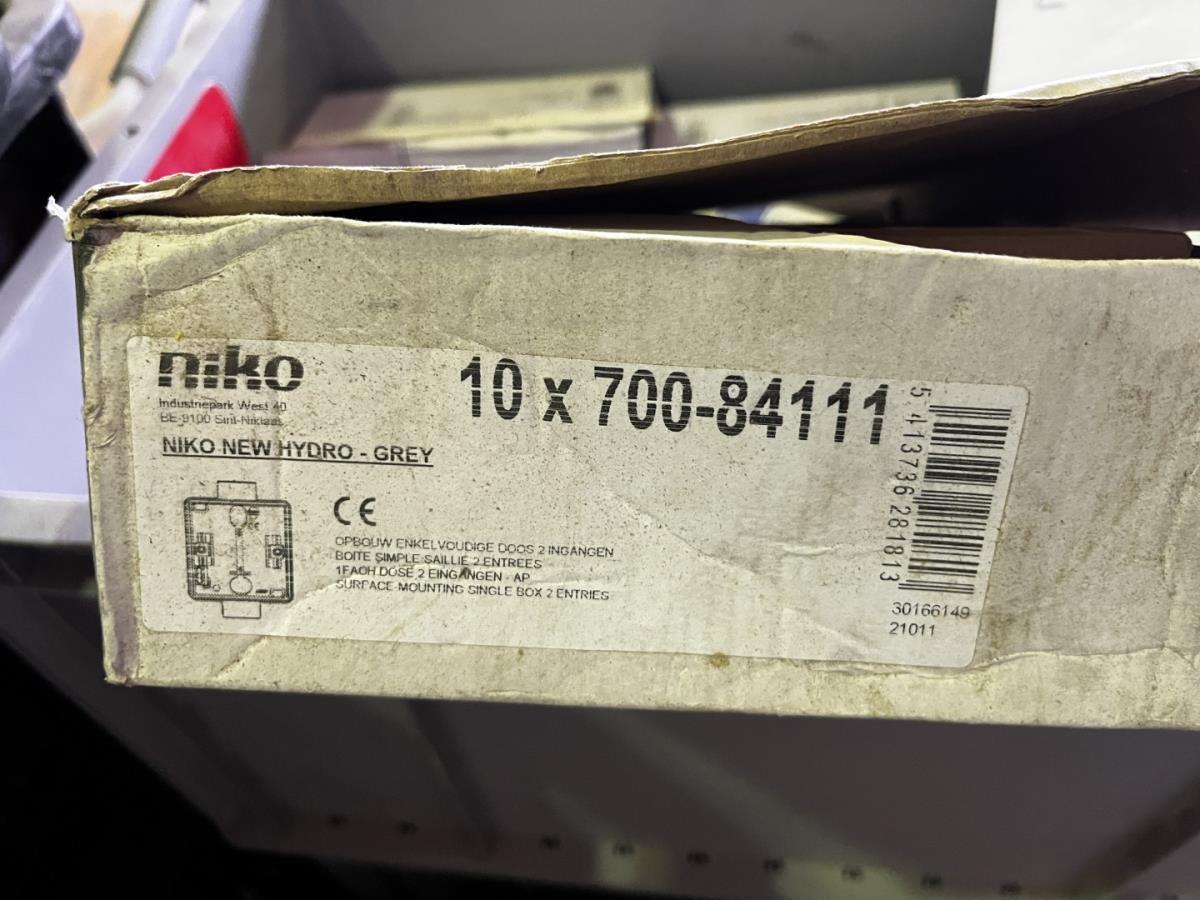 niko
Industriepark West 40
BE-9100 Sint-Niklaas
NIKO NEW HYDRO - GREY
10 x 700-84111
CE
OPBOUW ENKELVOUDIGE DOOS 2 INGANGEN
BOITE SIMPLE SAILLIE 2 ENTREES
1FACH DOSE 2 EINGANGEN - AP
SURFACE MOUNTING SINGLE BOX 2 ENTRIES
5 413736 281813
30166149
21011